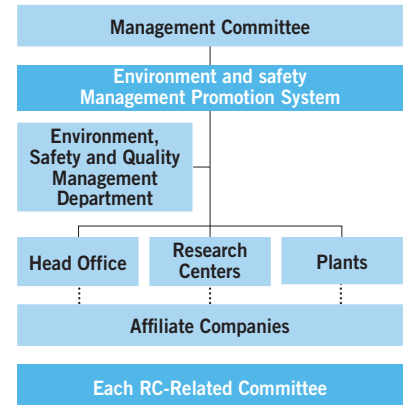 Management Committee
Environment and safety
Management Promotion System
Environment,
Safety and Quality
Management
Department
Head Office
Research
Centers
Plants
Affiliate Companies
Each RC-Related Committee